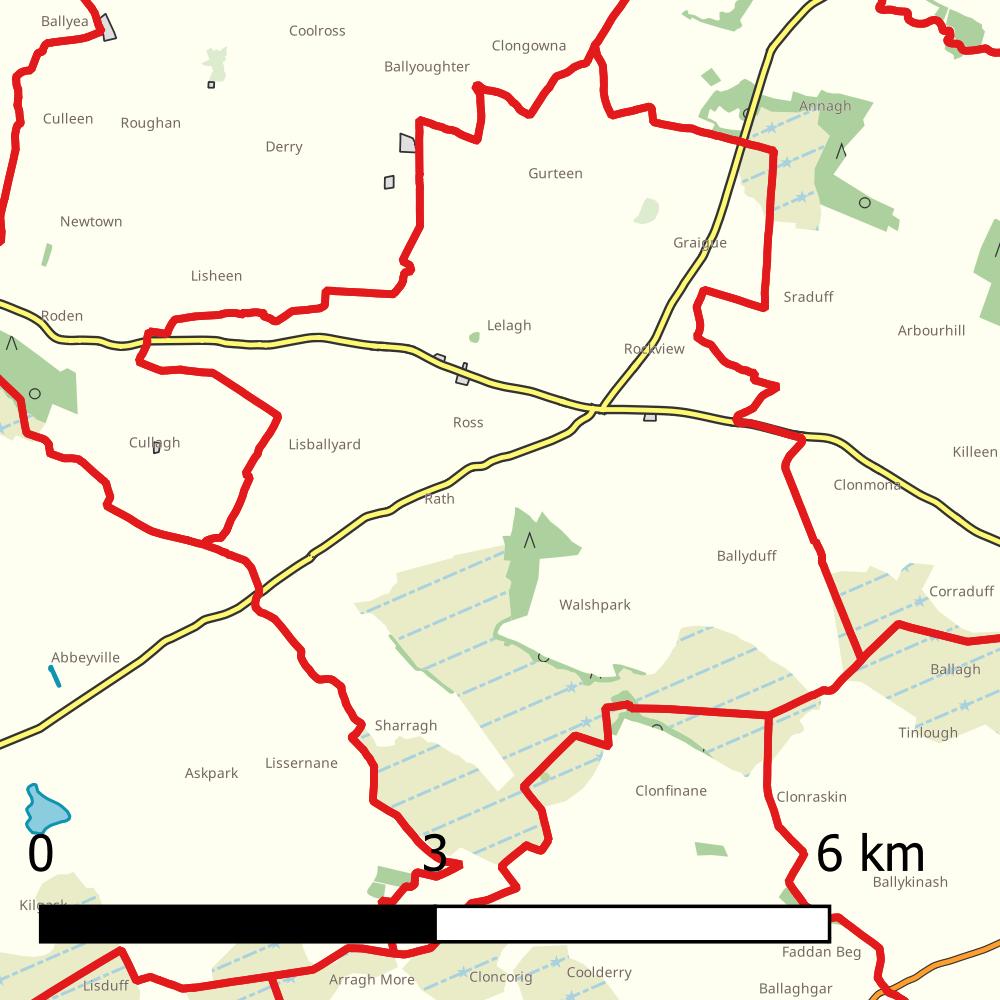 Ballyea
Coolross
Clongowna
Ballyoughter
Annagh
Culleen
Roughan
Derry
Gurteen
Newtown
Graigue
Lisheen
Sraduff
Roden
Lelagh
Arbourhill
Rockview
Ross
Cullagh
Lisballyard
Killeen
Clonmona
Rath
Ballyduff
Corraduff
Walshpark
Abbeyville
Ballagh
Sharragh
Tinlough
Lissernane
Askpark
Clonfinane
Clonraskin
0 3 6 km
Ballykinash
Kilgask
Faddan Beg
Lisduff
Arragh More
Cloncorig
Coolderry
Ballaghgar